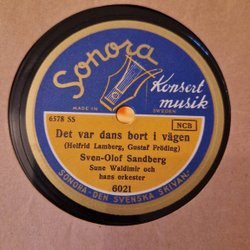 Sonora
Konsert
musik
MADE IN SWEDEN
6578 SS
NCB
Det var dans bort i vägen
(Helfrid Lamberg, Gustaf Fröding)
Sven-Olof Sandberg
Sune Waldimir och
hans orkester
6021
SONORA-DEN SVENSKA SKIVAN-